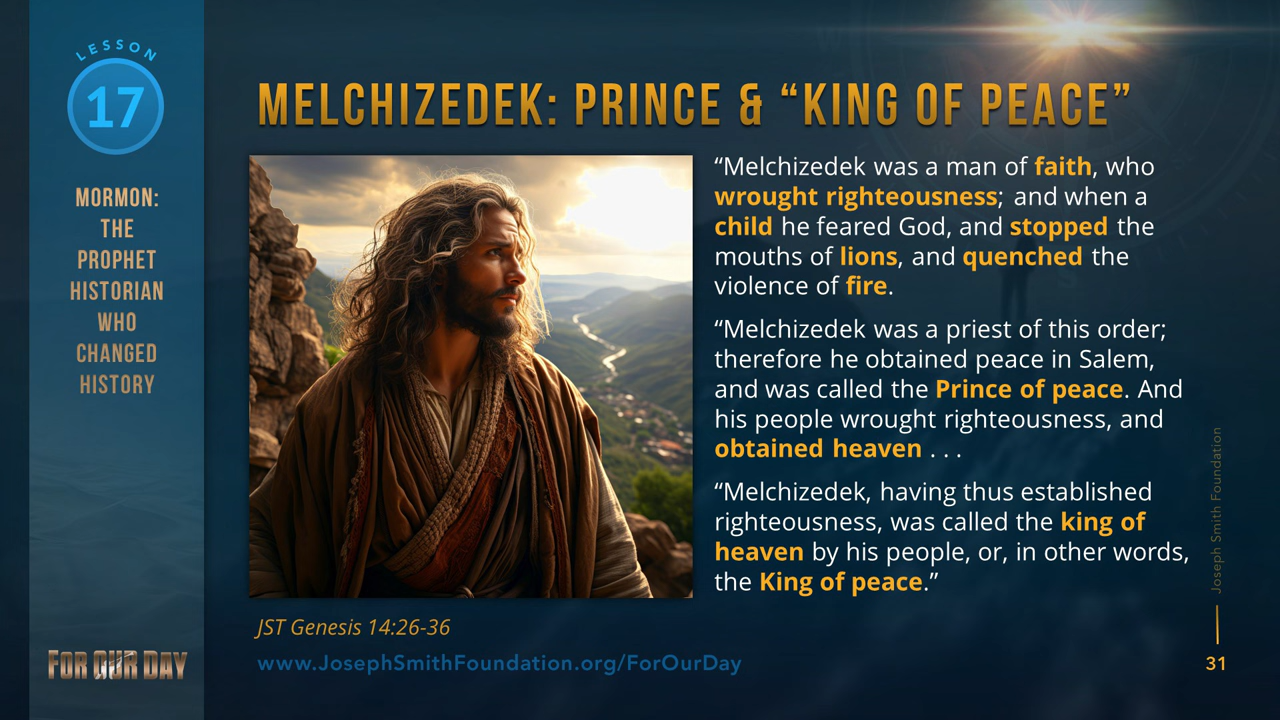 LESSON
17
MORMON:
THE
PROPHET
HISTORIAN
WHO
CHANGED
HISTORY
FOR OUR DAY
MELCHIZEDEK: PRINCE & “KING OF PEACE”
“Melchizedek was a man of faith, who
wrought righteousness; and when a
child he feared God, and stopped the
mouths of lions, and quenched the
violence of fire.
“Melchizedek was a priest of this order;
therefore he obtained peace in Salem,
and was called the Prince of peace. And
his people wrought righteousness, and
obtained heaven . . .
“Melchizedek, having thus established
righteousness, was called the king of
heaven by his people, or, in other words,
the King of peace.”
JST Genesis 14:26-36
www.JosephSmithFoundation.org/ForOurDay
Joseph Smith Foundation
31